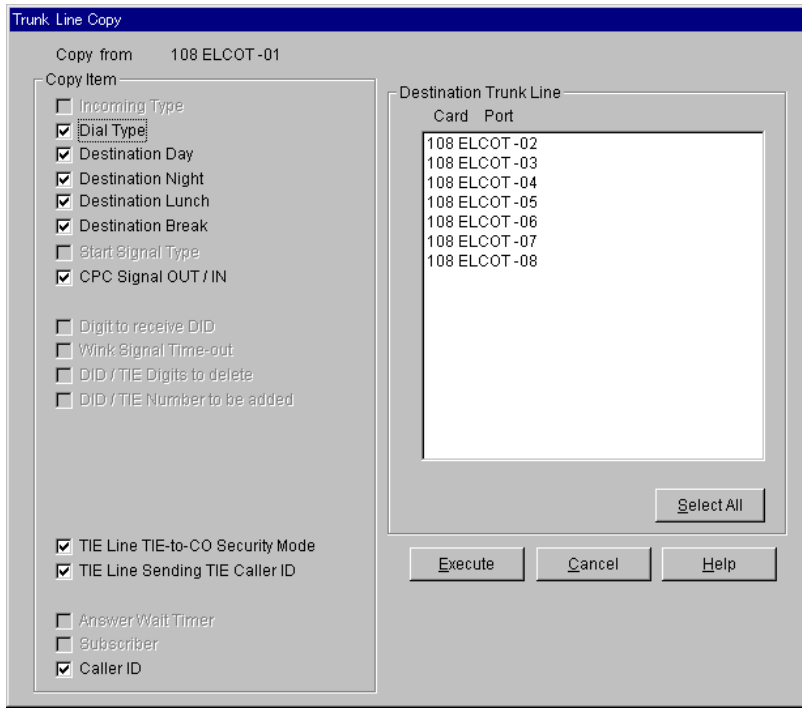 Trunk Line Copy
Copy from 108 ELCOT -01
Copy Item
Incoming Type
Dial Type
Destination Day
Destination Night
Destination Lunch
Destination Break
Start Signal Type
CPC Signal OUT / IN
Digit to receive DID
Wink Signal Time-out
DID / TIE Digits to delete
DID / TIE Number to be added
TIE Line TIE-to-CO Security Mode
TIE Line Sending TIE Caller ID
Answer Wait Timer
Subscriber
Caller ID
Destination Trunk Line
Card Port
108 ELCOT -02
108 ELCOT -03
108 ELCOT -04
108 ELCOT -05
108 ELCOT -06
108 ELCOT -07
108 ELCOT -08
Select All
Execute Cancel Help